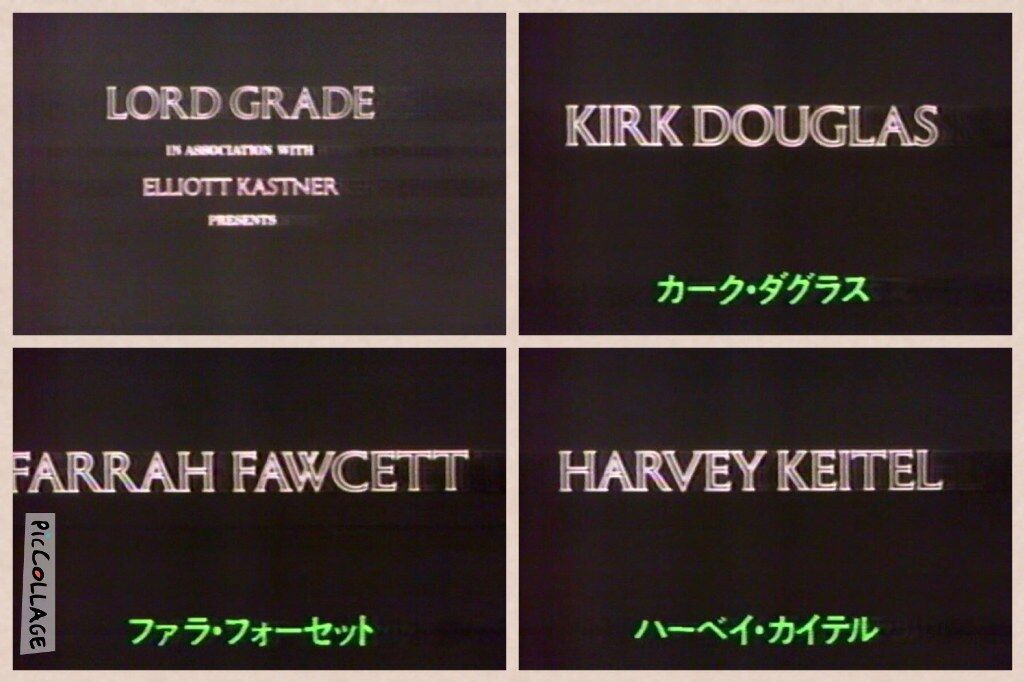 LORD GRADE
IN ASSOCIATION WITH
ELLIOTT KASTNER
PRESENTS
KIRK DOUGLAS
カーク・ダグラス
FARRAH FAWCETT
ファラ・フォーセット
HARVEY KEITEL
ハーベイ・カイテル
PIC COLLAGE